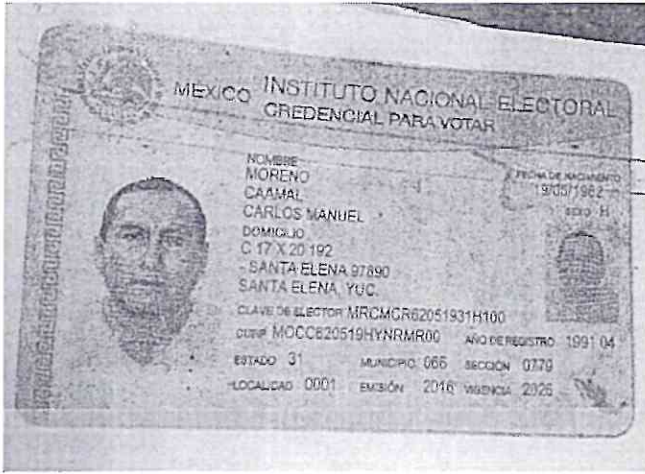 MÉXICO INSTITUTO NACIONAL ELECTORAL
CREDENCIAL PARA VOTAR
NOMBRE
MORENO
CAAMAL
CARLOS MANUEL
FECHA DE NACIMIENTO
19/05/1962
SEXO H
DOMICILIO
C 17 X 20 192
- SANTA ELENA 97890
SANTA ELENA, YUC.
CLAVE DE ELECTOR MRCMCR62051931H100
CURP MOCC620519HYNRMR00 AÑO DE REGISTRO 1991 04
ESTADO 31 MUNICIPIO 066 SECCIÓN 0779
LOCALIDAD 0001 EMISIÓN 2016 VIGENCIA 2026